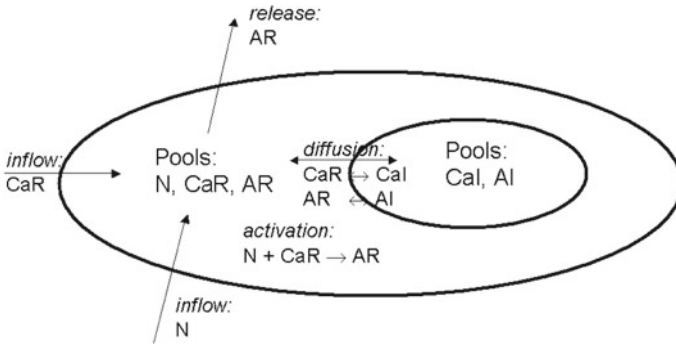 release:
AR
inflow:
CaR
Pools:
N, CaR, AR
diffusion:
CaR ↔ CaI
AR ↔ AI
Pools:
CaI, AI
activation:
N + CaR → AR
inflow:
N